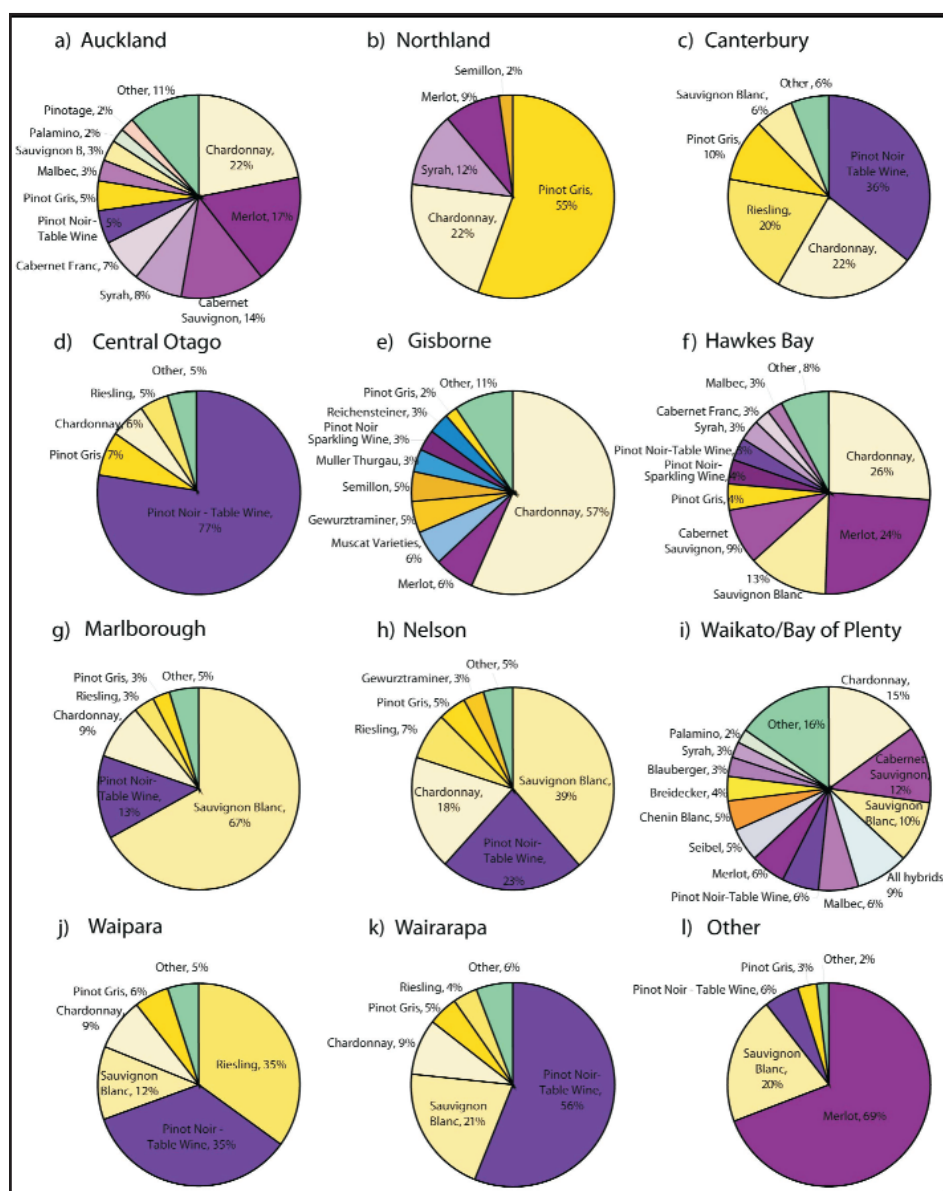 a) Auckland
Other, 11%
Pinotage, 2%
Palamino, 2%
Sauvignon B, 3%
Malbec, 3%
Pinot Gris, 5%
Pinot Noir-
Table Wine
5%
Cabernet Franc, 7%
Syrah, 8%
Cabernet
Sauvignon, 14%
Merlot, 17%
Chardonnay,
22%
b) Northland
Semillon, 2%
Merlot, 9%
Syrah, 12%
Chardonnay,
22%
Pinot Gris,
55%
c) Canterbury
Other, 6%
Sauvignon Blanc,
6%
Pinot Gris,
10%
Riesling,
20%
Chardonnay,
22%
Pinot Noir
Table Wine
36%
d) Central Otago
Other, 5%
Riesling, 5%
Chardonnay, 6%
Pinot Gris, 7%
Pinot Noir - Table Wine,
77%
e) Gisborne
Other, 11%
Pinot Gris, 2%
Reichensteiner, 3%
Pinot Noir
Sparkling Wine, 3%
Muller Thurgau, 3%
Semillon, 5%
Gewurztraminer, 5%
Muscat Varieties,
6%
Merlot, 6%
Chardonnay, 57%
f) Hawkes Bay
Other, 8%
Malbec, 3%
Cabernet Franc, 3%
Syrah, 3%
Pinot Noir-Table Wine,
Pinot Noir-
Sparkling Wine, 4%
Pinot Gris, 4%
Cabernet
Sauvignon, 9%
13%
Sauvignon Blanc
Merlot, 24%
Chardonnay,
26%
g) Marlborough
Pinot Gris, 3%
Other, 5%
Riesling, 3%
Chardonnay,
9%
Pinot Noir-
Table Wine,
13%
Sauvignon Blanc,
67%
h) Nelson
Other, 5%
Gewurztraminer, 3%
Pinot Gris, 5%
Riesling, 7%
Chardonnay,
18%
Pinot Noir-
Table Wine,
23%
Sauvignon Blanc,
39%
i) Waikato/Bay of Plenty
Chardonnay,
15%
Other, 16%
Palamino, 2%
Syrah, 3%
Blauberger, 3%
Breidecker, 4%
Chenin Blanc, 5%
Seibel, 5%
Merlot, 6%
Pinot Noir-Table Wine, 6%
Malbec, 6%
All hybrids
9%
Sauvignon
Blanc, 10%
Cabernet
Sauvignon,
12%
j) Waipara
Other, 5%
Pinot Gris, 6%
Chardonnay,
9%
Sauvignon
Blanc, 12%
Pinot Noir -
Table Wine, 35%
Riesling, 35%
k) Wairarapa
Other, 6%
Riesling, 4%
Pinot Gris, 5%
Chardonnay, 9%
Sauvignon
Blanc, 21%
Pinot Noir-
Table Wine
56%
l) Other
Other, 2%
Pinot Gris, 3%
Pinot Noir - Table Wine, 6%
Sauvignon
Blanc,
20%
Merlot, 69%